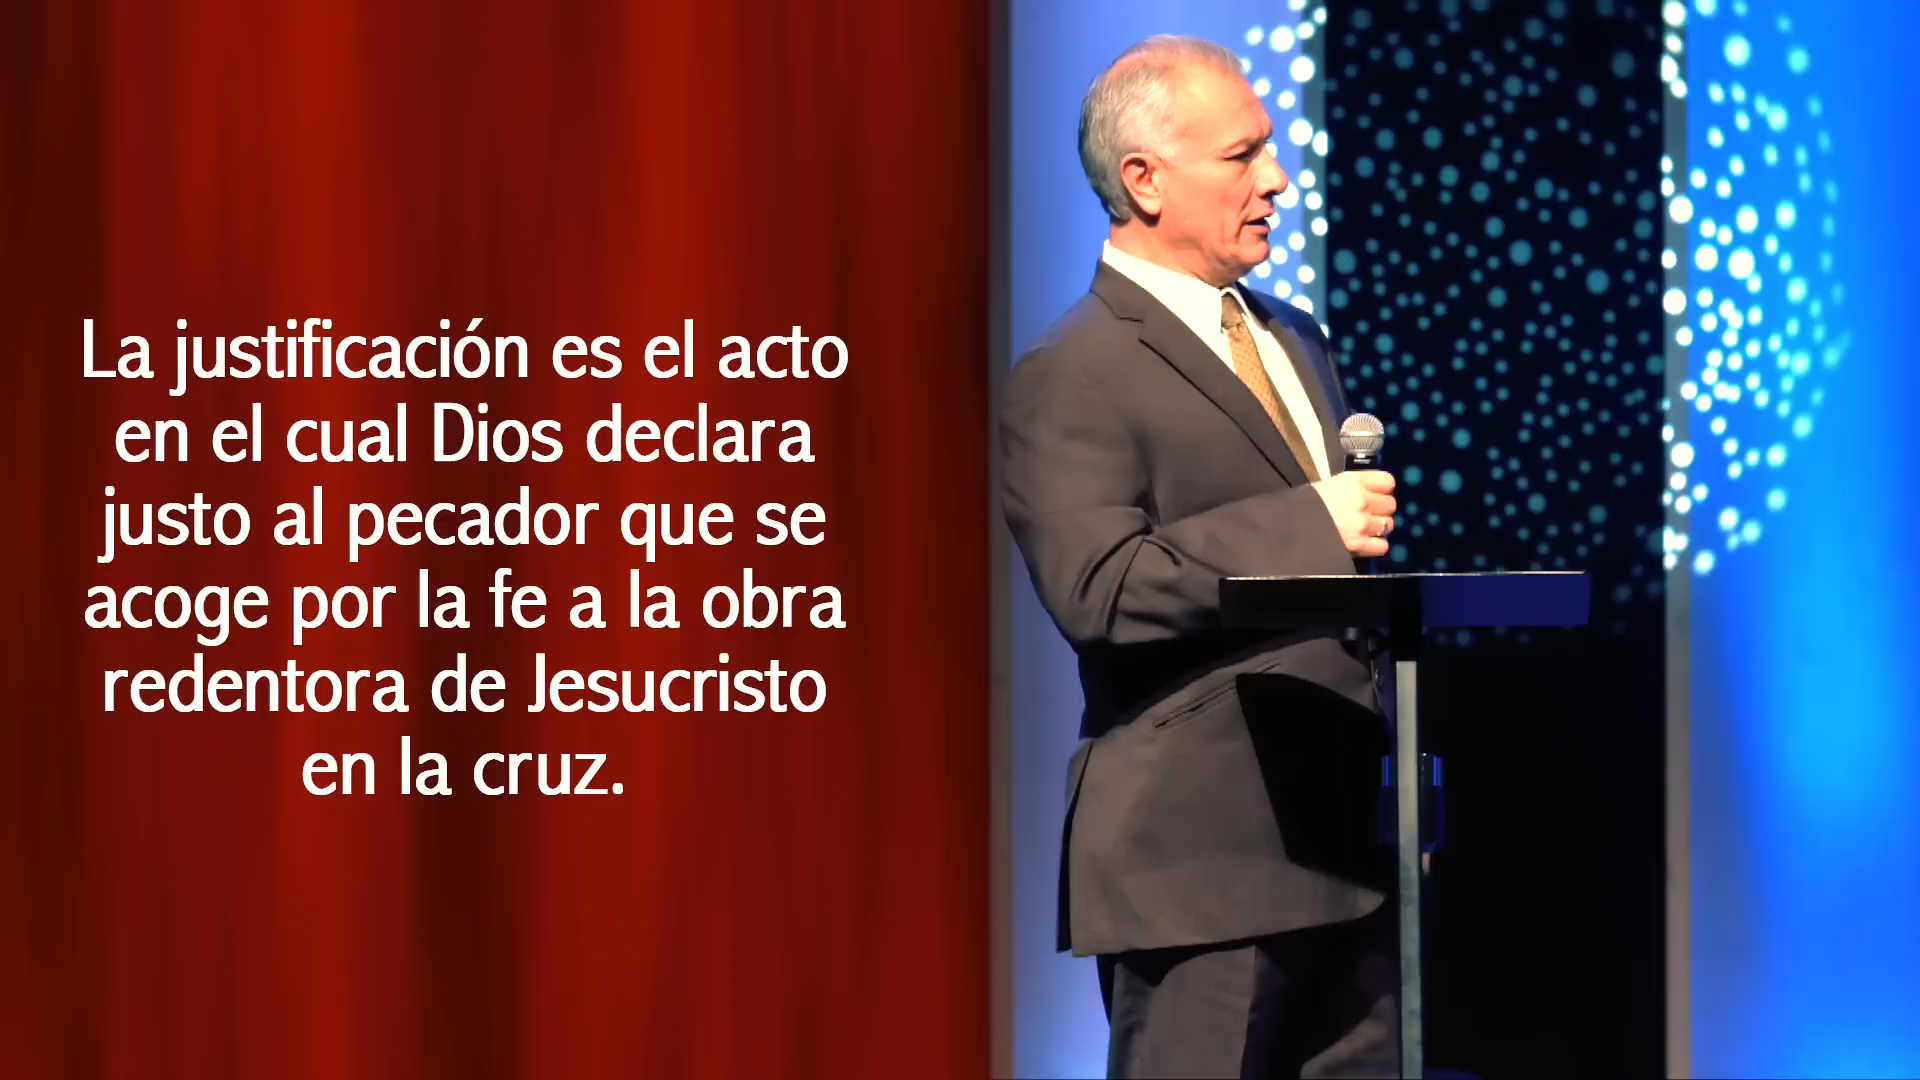 La justificación es el acto
en el cual Dios declara
justo al pecador que se
acoge por la fe a la obra
redentora de Jesucristo
en la cruz.